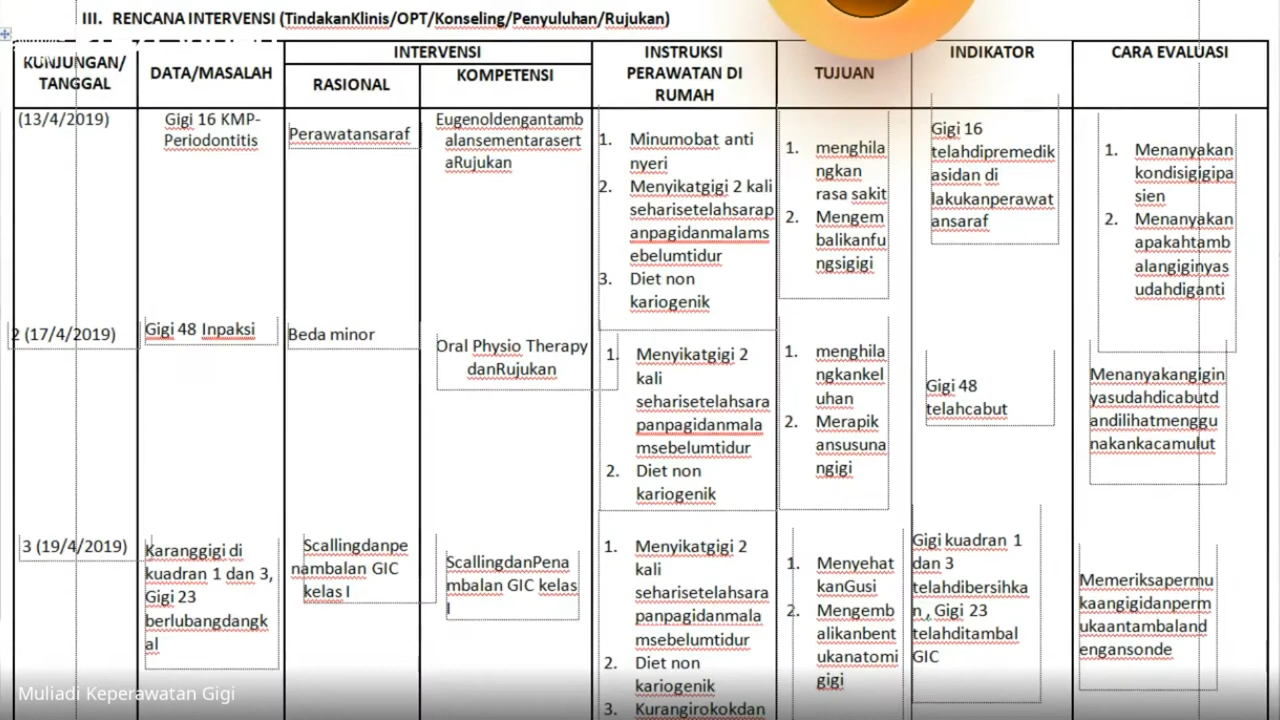 III. RENCANA INTERVENSI (TindakanKlinis/OPT/Konseling/Penyuluhan/Rujukan)
KUNJUNGAN/
TANGGAL
DATA/MASALAH
INTERVENSI
RASIONAL
KOMPETENSI
INSTRUKSI
PERAWATAN DI
RUMAH
TUJUAN
INDIKATOR
CARA EVALUASI
(13/4/2019)
Gigi 16 KMP-
Periodontitis
Perawatansaraf
Eugenoldengantamb
alansementarasert
aRujukan
1. Minumobat anti
nyeri
2. Menyikatgigi 2 kali
seharisetelahsarap
anpagidanmalams
ebelumtidur
3. Diet non
kariogenik
1. menghila
ngkan
rasa sakit
2. Mengem
balikanfu
ngsigigi
Gigi 16
telahdipremedik
asidan di
lakukanperawat
ansaraf
1. Menanyakan
kondisigigipa
sien
2. Menanyakan
apakahtamb
alangiginyas
udahdiganti
2 (17/4/2019)
Gigi 48 Inpaksi
Beda minor
Oral Physio Therapy
danRujukan
1. Menyikatgigi 2
kali
seharisetelahsara
panpagidanmala
msebelumtidur
2. Diet non
kariogenik
1. menghila
ngkankel
uhan
2. Merapik
ansusuna
ngigi
Gigi 48
telahcabut
Menanyakangigin
yasudahdicabutd
andilihatmenggu
nakankacamulut
3 (19/4/2019)
Karanggigi di
kuadran 1 dan 3,
Gigi 23
berlubangdangk
al
Scallingdanpe
nambalan GIC
kelas I
ScallingdanPena
mbalan GIC kelas
I
1. Menyikatgigi 2
kali
seharisetelahsara
panpagidanmala
msebelumtidur
2. Diet non
kariogenik
3. Kurangirokokdan
1. Menyehat
kanGusi
2. Mengemb
alikanbent
ukanatomi
gigi
Gigi kuadran 1
dan 3
telahdibersihka
n , Gigi 23
telahditambal
GIC
Memeriksapermu
kaangigidanperm
ukaantambaland
engansonde
Muliadi Keperawatan Gigi